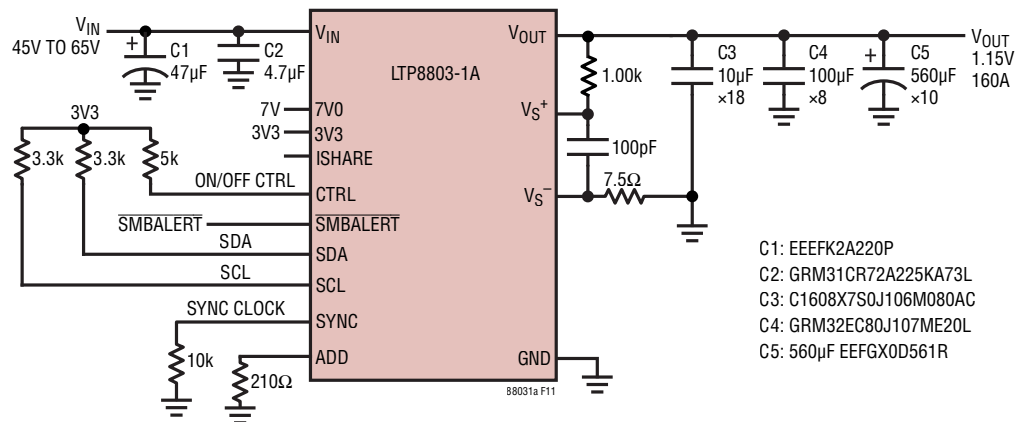 VIN
45V TO 65V
C1
47µF
C2
4.7µF
VIN
LTP8803-1A
VOUT
1.00k
C3
10µF
×18
C4
100µF
×8
C5
560µF
×10
VOUT
1.15V
160A
7V
7V0
3V3
3V3
ISHARE
VS+
100pF
3V3
3.3k
3.3k
5k
ON/OFF CTRL
CTRL
VS–
7.5Ω
SMBALERT
SMBALERT
SDA
SDA
SCL
SCL
SYNC CLOCK
SYNC
10k
ADD
210Ω
GND
88031a F11
C1: EEEFK2A220P
C2: GRM31CR72A225KA73L
C3: C1608X7S0J106M080AC
C4: GRM32EC80J107ME20L
C5: 560µF EEFGX0D561R